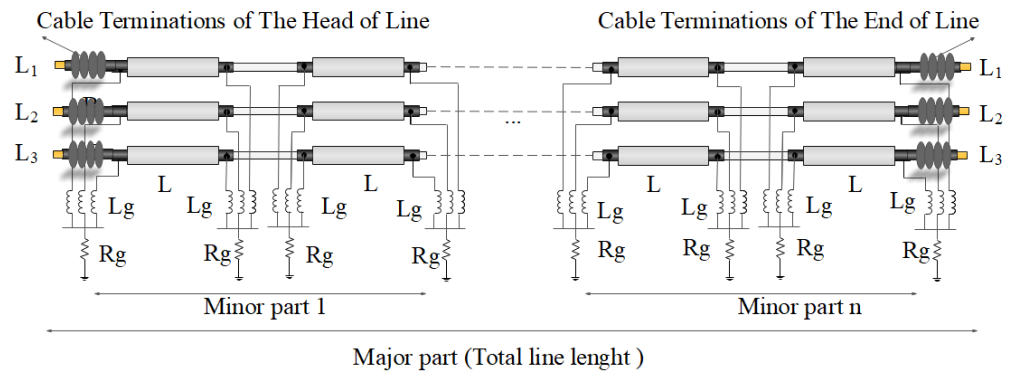 Cable Terminations of The Head of Line
Cable Terminations of The End of Line
L1
L1
L2
...
L2
L3
L3
L
L
L
L
Lg
Lg
Lg
Lg
Lg
Lg
Lg
Lg
Rg
Rg
Rg
Rg
Rg
Rg
Rg
Rg
Minor part 1
Minor part n
Major part (Total line lenght )